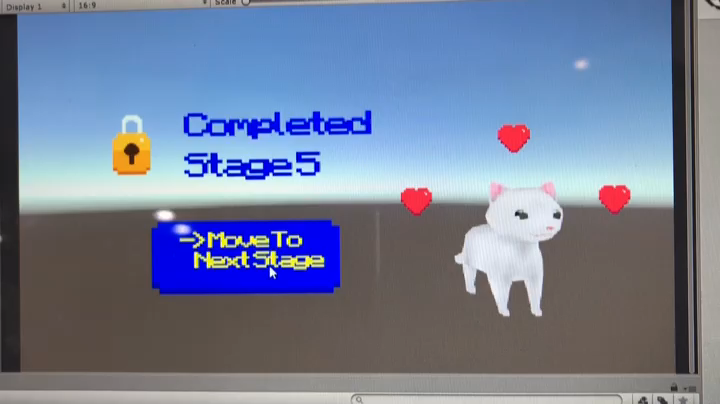 Display 1
16:9
Scale
Completed
Stage 5
->Move To
Next Stage